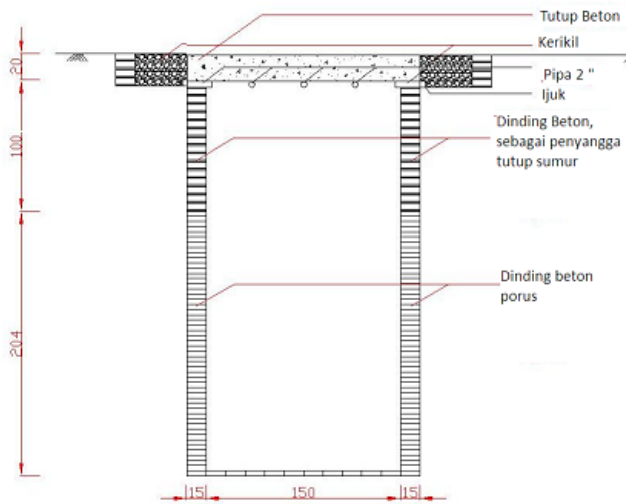 Tutup Beton
Kerikil
Pipa 2 "
Ijuk
Dinding Beton,
sebagai penyangga
tutup sumur
Dinding beton
porus
20
100
204
15
150
15